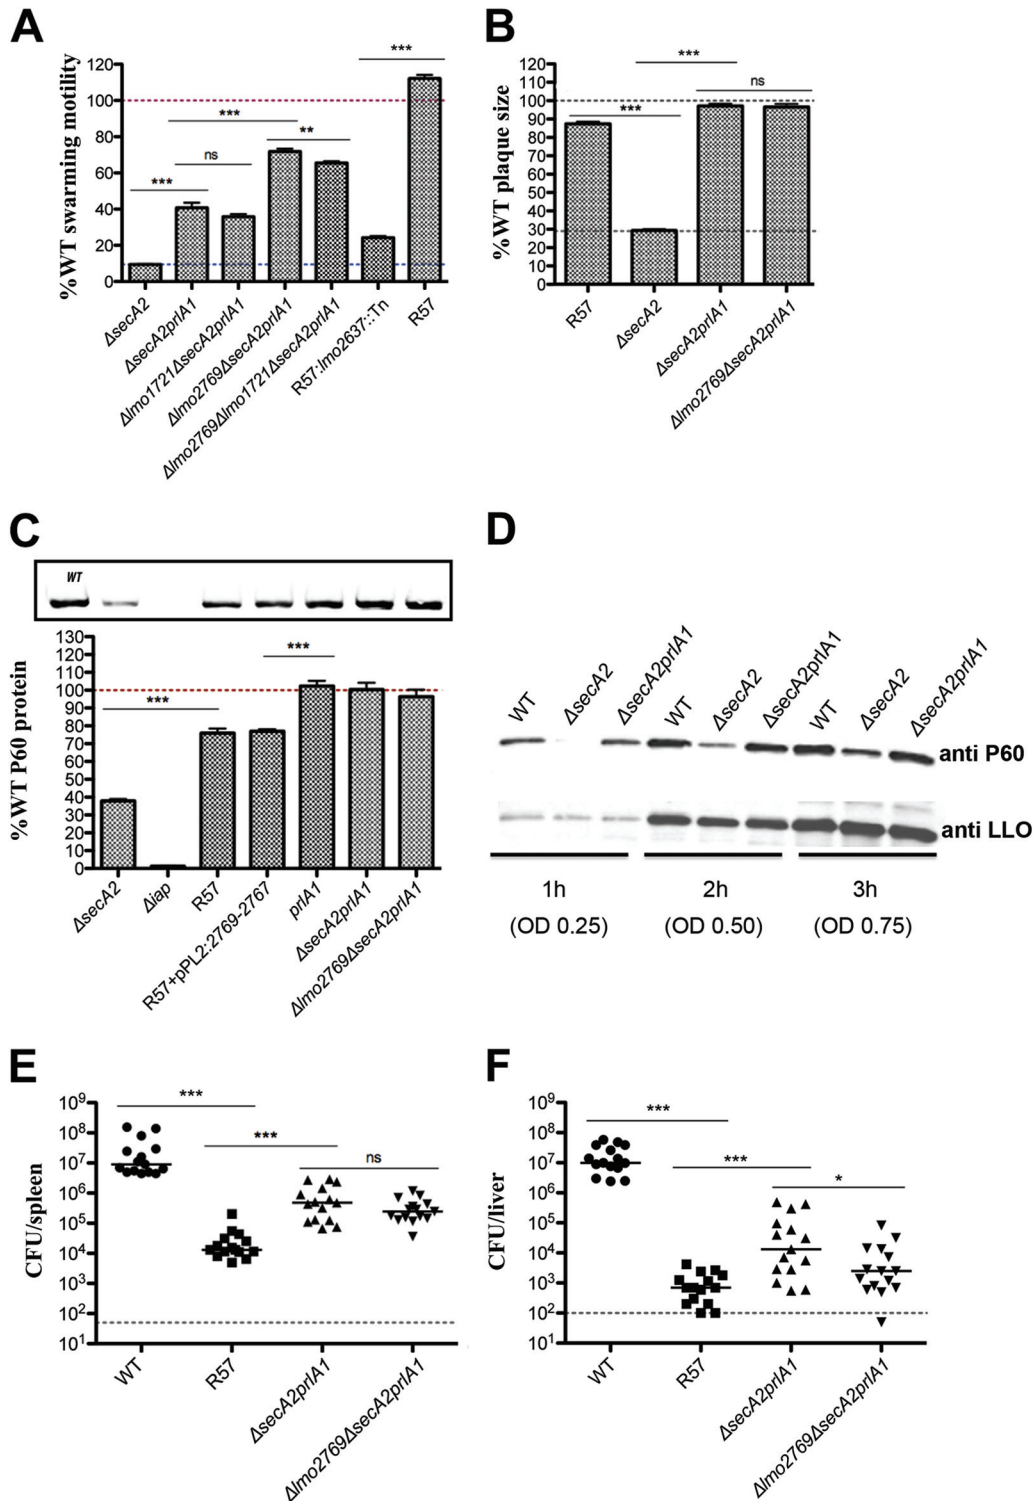 A
%WT swarming motility
120
100
80
60
40
20
0
***
ns
***
**
***
ΔsecA2
ΔsecA2prlA1
Δlmo1721ΔsecA2prlA1
Δlmo2769ΔsecA2prlA1
Δlmo2769Δlmo1721ΔsecA2prlA1
R57:lmo2637::Tn
R57
B
%WT plaque size
120
110
100
90
80
70
60
50
40
30
20
10
0
***
***
ns
R57
ΔsecA2
ΔsecA2prlA1
Δlmo2769ΔsecA2prlA1
C
WT
%WT P60 protein
130
120
110
100
90
80
70
60
50
40
30
20
10
0
***
***
ΔsecA2
Δiap
R57
R57+pPL2:2769-2767
prlA1
ΔsecA2prlA1
Δlmo2769ΔsecA2prlA1
D
WT
ΔsecA2
ΔsecA2prlA1
WT
ΔsecA2
ΔsecA2prlA1
WT
ΔsecA2
ΔsecA2prlA1
anti P60
anti LLO
1h
2h
3h
(OD 0.25)
(OD 0.50)
(OD 0.75)
E
CFU/spleen
10⁹
10⁸
10⁷
10⁶
10⁵
10⁴
10³
10²
10¹
***
***
ns
WT
R57
ΔsecA2prlA1
Δlmo2769ΔsecA2prlA1
F
CFU/liver
10⁹
10⁸
10⁷
10⁶
10⁵
10⁴
10³
10²
10¹
***
***
*
WT
R57
ΔsecA2prlA1
Δlmo2769ΔsecA2prlA1